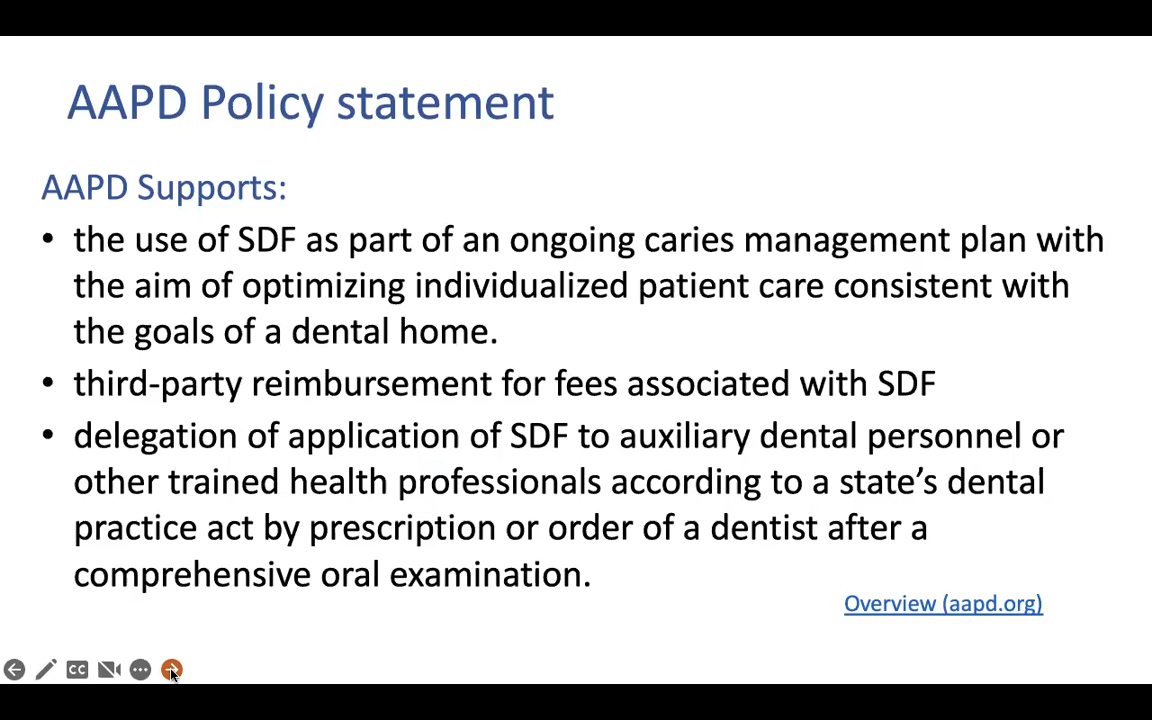 AAPD Policy statement
AAPD Supports:
• the use of SDF as part of an ongoing caries management plan with
the aim of optimizing individualized patient care consistent with
the goals of a dental home.
• third-party reimbursement for fees associated with SDF
• delegation of application of SDF to auxiliary dental personnel or
other trained health professionals according to a state’s dental
practice act by prescription or order of a dentist after a
comprehensive oral examination.
Overview (aapd.org)
CC